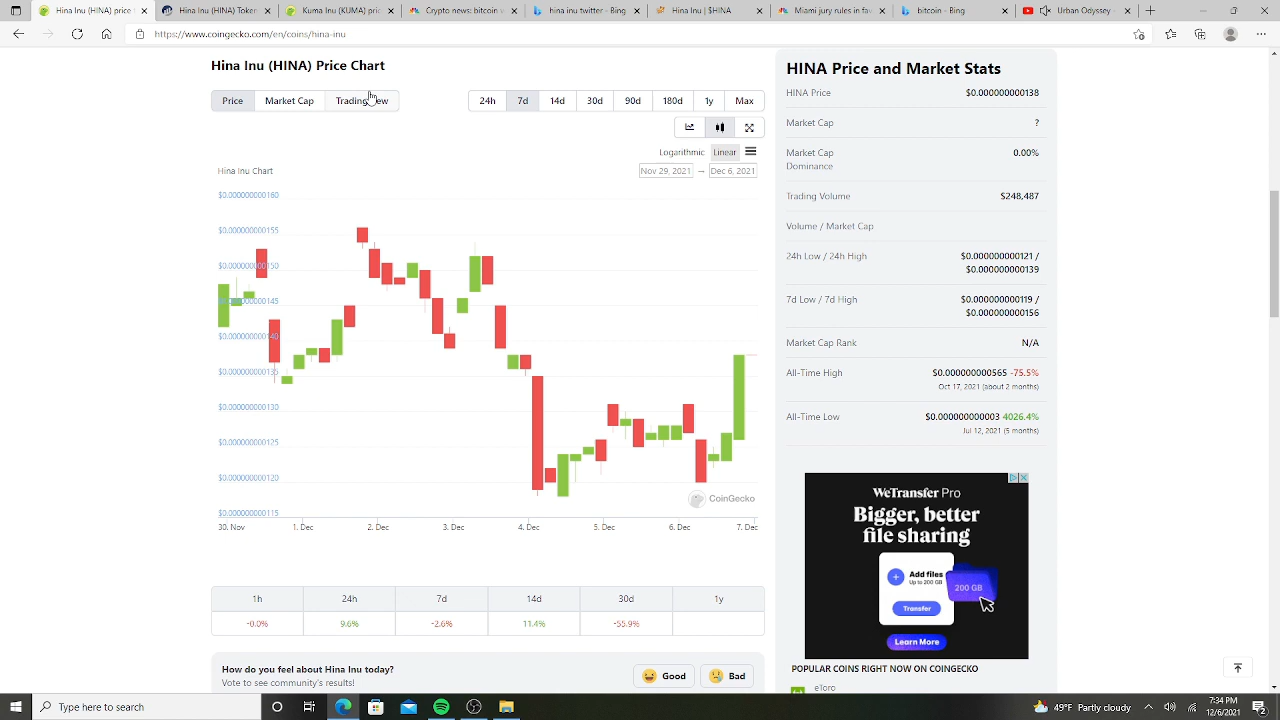 Hina Inu (HINA) price
Hina Inu (HINA) Token
Kuma Inu (KUMA) price
Crypto news: bitcoin
hina inu twitter - Bing
Hina Inu $HINA
Miami jury rules in fav
bitcoin - Bing
Urban Odyssey -
https://www.coingecko.com/en/coins/hina-inu
Hina Inu (HINA) Price Chart
Price
Market Cap
24h
7d
14d
30d
90d
180d
1y
Max
Logarithmic
Linear
Hina Inu Chart
Nov 29, 2021 → Dec 6, 2021
$0.000000000160
$0.000000000155
$0.000000000150
$0.000000000145
$0.000000000140
$0.000000000135
$0.000000000130
$0.000000000125
$0.000000000120
$0.000000000115
CoinGecko
30. Nov
1. Dec
2. Dec
3. Dec
4. Dec
5. Dec
6. Dec
7. Dec
1h
24h
7d
14d
30d
1y
-0.0%
9.6%
-2.6%
11.4%
-55.9%
How do you feel about Hina Inu today?
Vote to see community's results!
Good
Bad
HINA Price and Market Stats
HINA Price
$0.000000000138
Market Cap
?
Market Cap
Dominance
0.00%
Trading Volume
$248,487
Volume / Market Cap
24h Low / 24h High
$0.000000000121 /
$0.000000000139
7d Low / 7d High
$0.000000000119 /
$0.000000000156
Market Cap Rank
N/A
All-Time High
$0.000000000565 -75.5%
Oct 17, 2021 (about 2 months)
All-Time Low
$0.000000000003 4026.4%
Jul 12, 2021 (5 months)
WeTransfer Pro
Bigger, better
file sharing
Add files
Up to 200 GB
200 GB
Transfer
Learn More
POPULAR COINS RIGHT NOW ON COINGECKO
eToro
Type here to search
49°F Partly cloudy
7:34 PM
12/6/2021
2